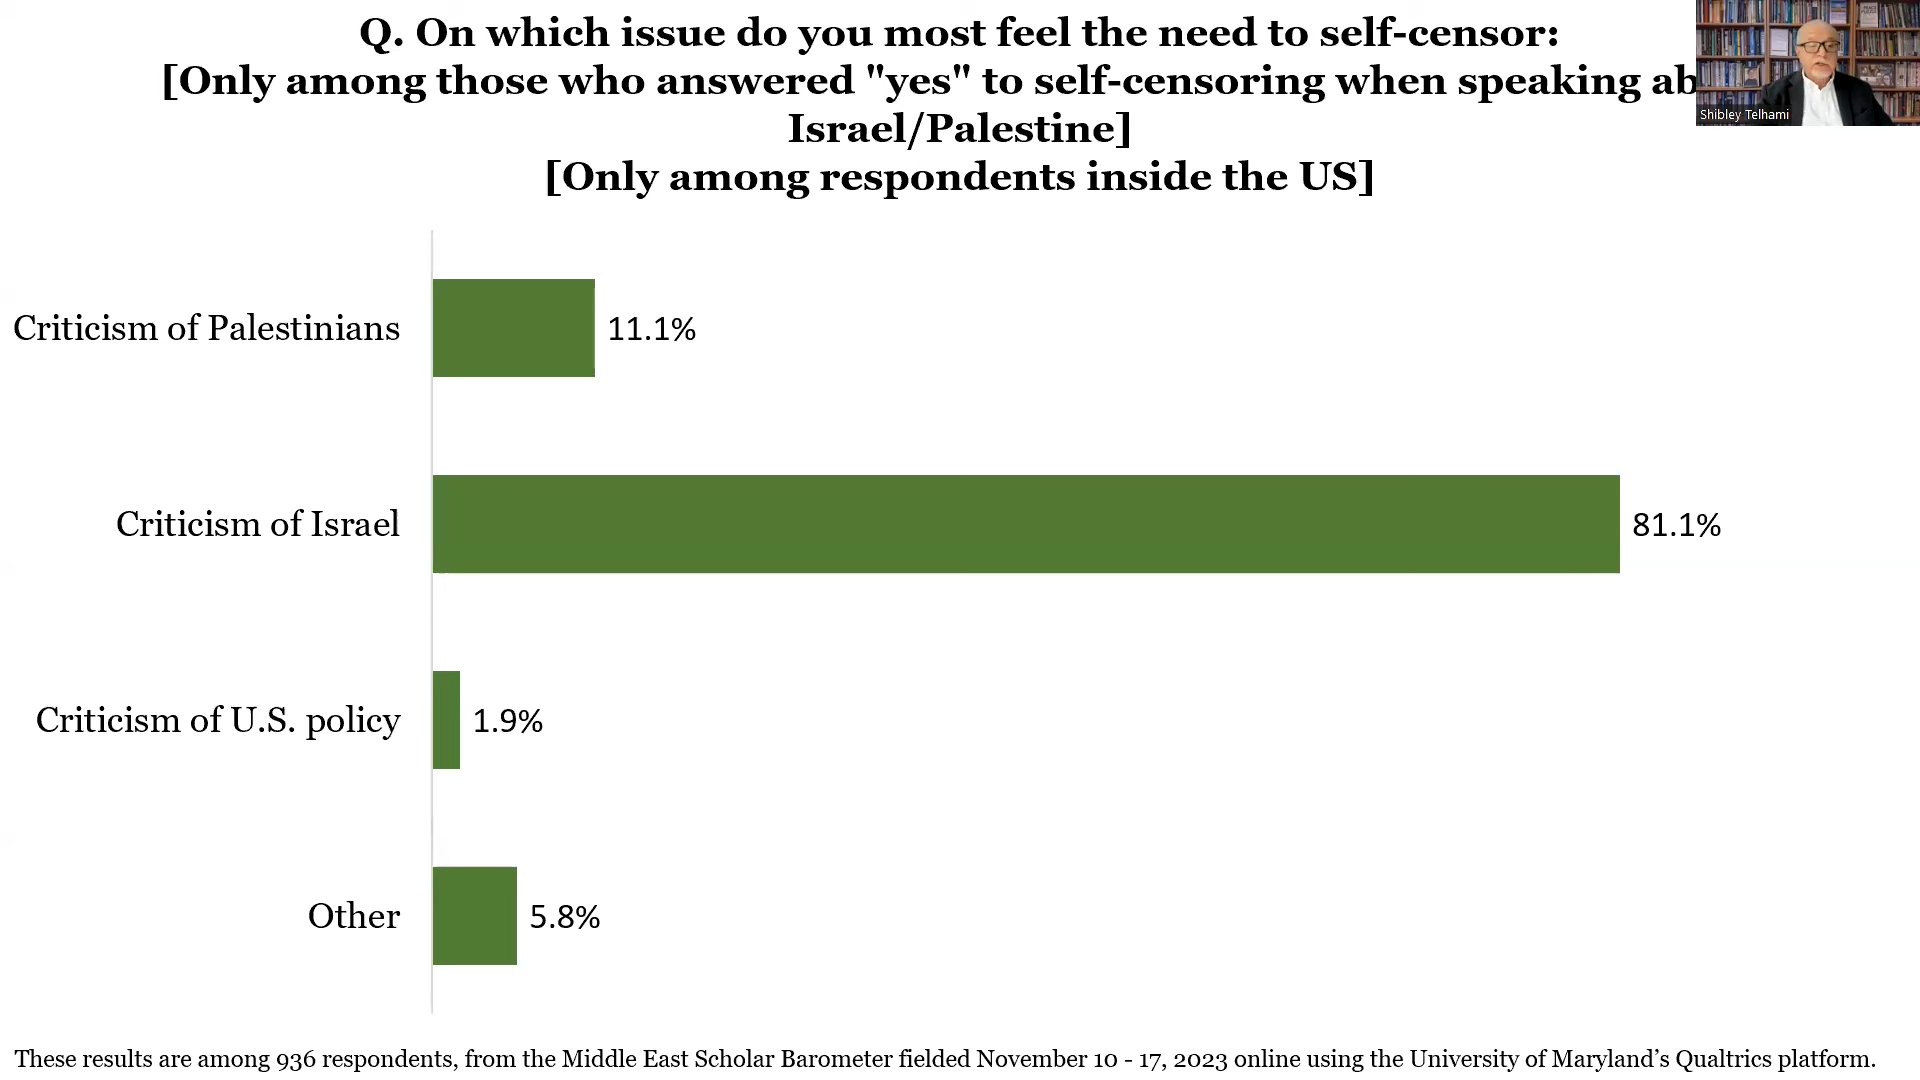 Q. On which issue do you most feel the need to self-censor:
[Only among those who answered "yes" to self-censoring when speaking ab
Israel/Palestine]
[Only among respondents inside the US]
Shibley Telhami
Criticism of Palestinians 11.1%
Criticism of Israel 81.1%
Criticism of U.S. policy 1.9%
Other 5.8%
These results are among 936 respondents, from the Middle East Scholar Barometer fielded November 10 - 17, 2023 online using the University of Maryland’s Qualtrics platform.